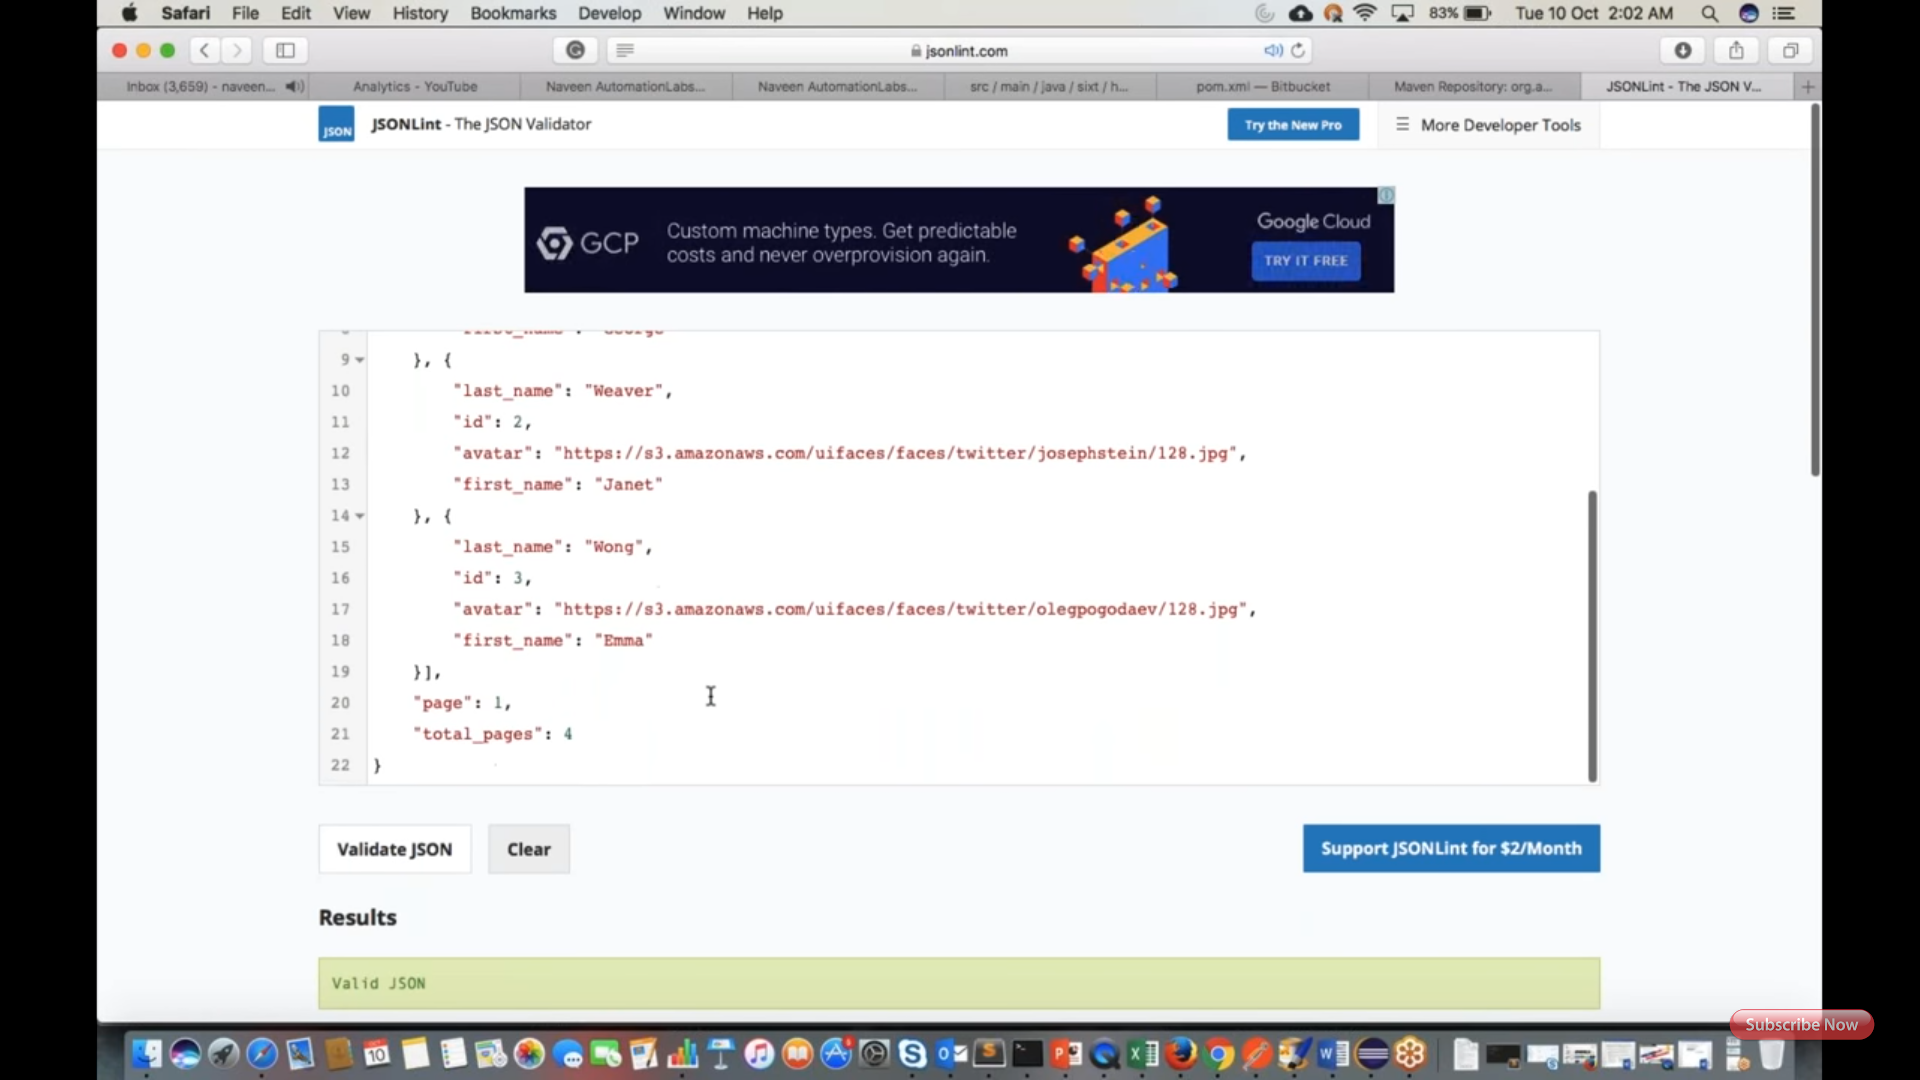 Safari File Edit View History Bookmarks Develop Window Help 83% Tue 10 Oct 2:02 AM
jsonlint.com
Inbox (3,659) - naveen... Analytics - YouTube Naveen AutomationLabs... Naveen AutomationLabs... src / main / java / sixt / h... pom.xml — Bitbucket Maven Repository: org.a... JSONLint - The JSON V...
JSON JSONLint - The JSON Validator Try the New Pro More Developer Tools
GCP Custom machine types. Get predictable Google Cloud
costs and never overprovision again. TRY IT FREE
9 }, {
10 "last_name": "Weaver",
11 "id": 2,
12 "avatar": "https://s3.amazonaws.com/uifaces/faces/twitter/josephstein/128.jpg",
13 "first_name": "Janet"
14 }, {
15 "last_name": "Wong",
16 "id": 3,
17 "avatar": "https://s3.amazonaws.com/uifaces/faces/twitter/olegpogodaev/128.jpg",
18 "first_name": "Emma"
19 }],
20 "page": 1,
21 "total_pages": 4
22 }
Validate JSON Clear Support JSONLint for $2/Month
Results
Valid JSON
Subscribe Now
10